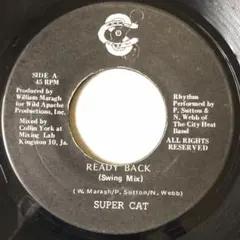 SIDE A:
45 RPM
Produced by
William Maragh
for Wild Apache
Productions, Inc.
Mixed by
Collin York at
Mixing Lab
Kingston 10, Ja.
Rhythm
Performed by
P. Sutton &
N. Webb of
The City Heat
Band
ALL RIGHTS
RESERVED
READY BACK
(Swing Mix)
(W. Maragh/P. Sutton/N. Webb)
SUPER CAT